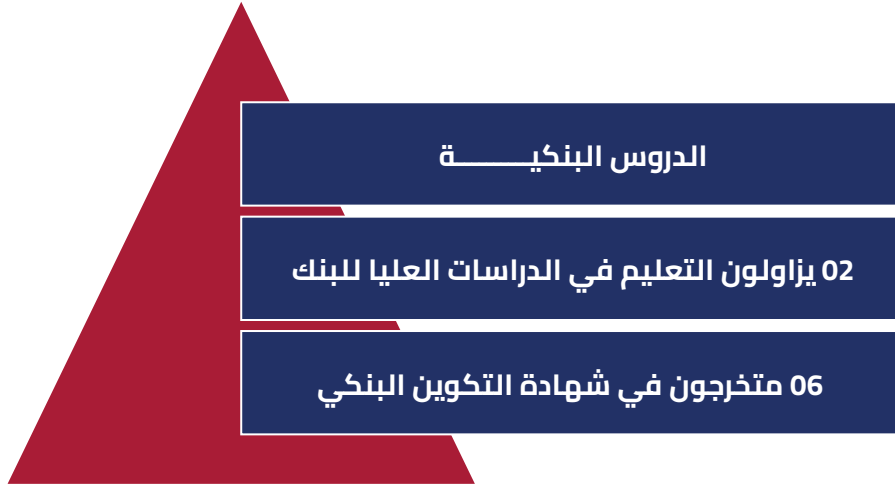 الدروس البنكيـــــــــة
02 يزاولون التعليم في الدراسات العليا للبنك
06 متخرجون في شهادة التكوين البنكي